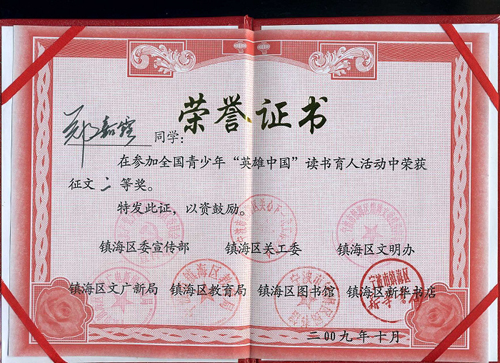 荣誉证书
郑嘉 同学：
在参加全国青少年“英雄中国”读书育人活动中荣获
征文二等奖。
特发此证，以资鼓励。
镇海区委宣传部 镇海区关工委 镇海区文明办
镇海区文广新局 镇海区教育局 镇海区图书馆 镇海区新华书店
二00九年十月